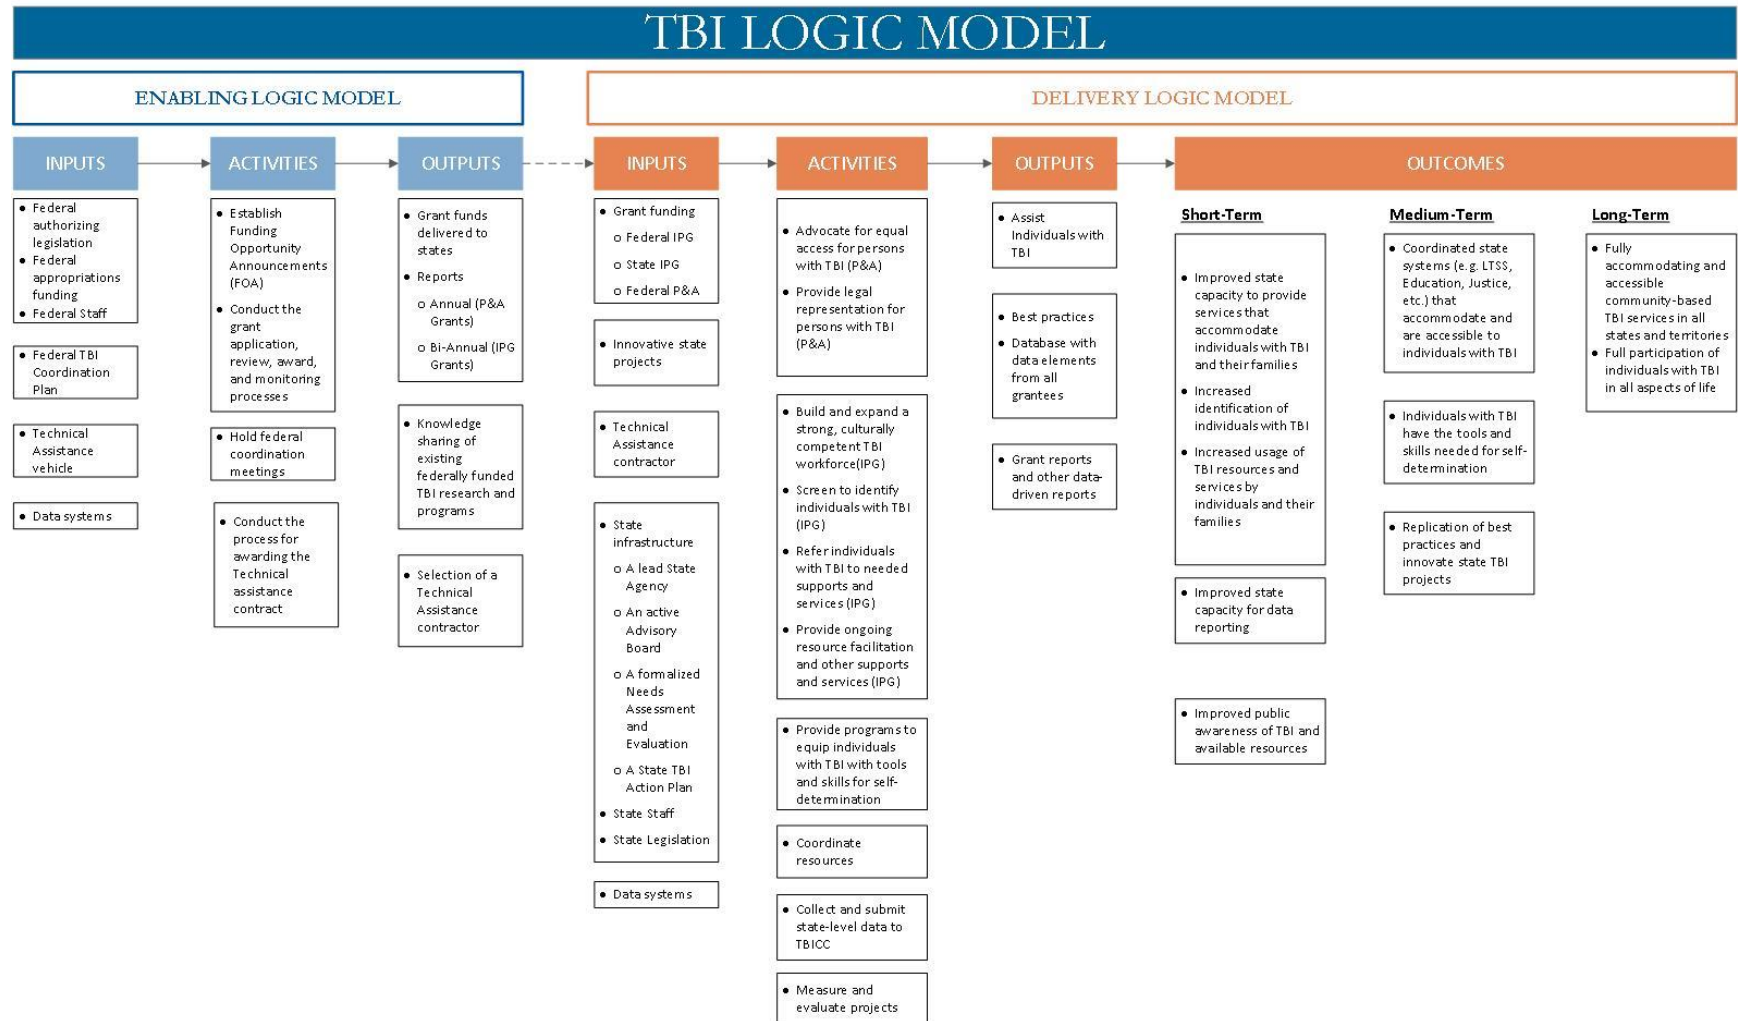 TBI LOGIC MODEL
ENABLING LOGIC MODEL
DELIVERY LOGIC MODEL
INPUTS
ACTIVITIES
OUTPUTS
INPUTS
ACTIVITIES
OUTPUTS
OUTCOMES
• Federal
authorizing
legislation
• Federal
appropriations
funding
• Federal Staff
• Federal TBI
Coordination
Plan
• Technical
Assistance
vehicle
• Data systems
• Establish
Funding
Opportunity
Announcements
(FOA)
• Conduct the
grant
application,
review, award,
and monitoring
processes
• Hold federal
coordination
meetings
• Conduct the
process for
awarding the
Technical
assistance
contract
• Grant funds
delivered to
states
• Reports
o Annual (P&A
Grants)
o Bi-Annual (IPG
Grants)
• Knowledge
sharing of
existing
federally funded
TBI research and
programs
• Selection of a
Technical
Assistance
contractor
• Grant funding
o Federal IPG
o State IPG
o Federal P&A
• Innovative state
projects
• Technical
Assistance
contractor
• State
infrastructure
o A lead State
Agency
o An active
Advisory
Board
o A formalized
Needs
Assessment
and
Evaluation
o A State TBI
Action Plan
• State Staff
• State Legislation
• Data systems
• Advocate for equal
access for persons
with TBI (P&A)
• Provide legal
representation for
persons with TBI
(P&A)
• Build and expand a
strong, culturally
competent TBI
workforce(IPG)
• Screen to identify
individuals with TBI
(IPG)
• Refer individuals
with TBI to needed
supports and
services (IPG)
• Provide ongoing
resource facilitation
and other supports
and services (IPG)
• Provide programs to
equip individuals
with TBI with tools
and skills for self-
determination
• Coordinate
resources
• Collect and submit
state-level data to
TBICC
• Measure and
evaluate projects
• Assist
Individuals with
TBI
• Best practices
• Database with
data elements
from all
grantees
• Grant reports
and other data-
driven reports
Short-Term
• Improved state
capacity to provide
services that
accommodate
individuals with TBI
and their families
• Increased
identification of
individuals with TBI
• Increased usage of
TBI resources and
services by
individuals and their
families
• Improved state
capacity for data
reporting
• Improved public
awareness of TBI and
available resources
Medium-Term
• Coordinated state
systems (e.g. LTSS,
Education, Justice,
etc.) that
accommodate and
are accessible to
individuals with TBI
• Individuals with TBI
have the tools and
skills needed for self-
determination
• Replication of best
practices and
innovate state TBI
projects
Long-Term
• Fully
accommodating and
accessible
community-based
TBI services in all
states and territories
• Full participation of
individuals with TBI
in all aspects of life